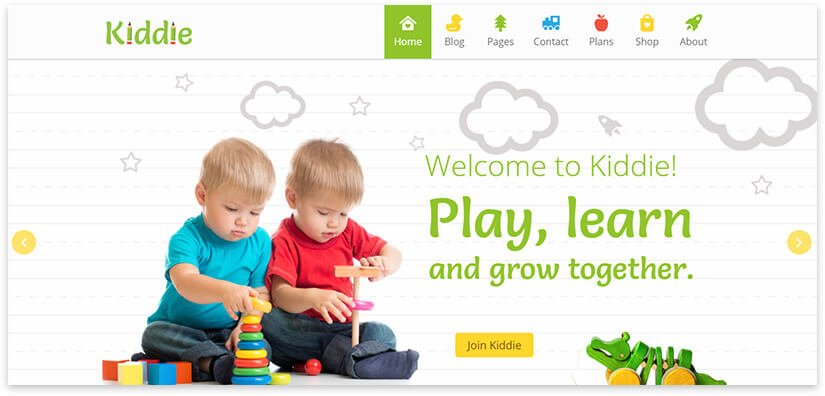 Kiddie
Home Blog Pages Contact Plans Shop About
Welcome to Kiddie!
Play, learn
and grow together.
Join Kiddie